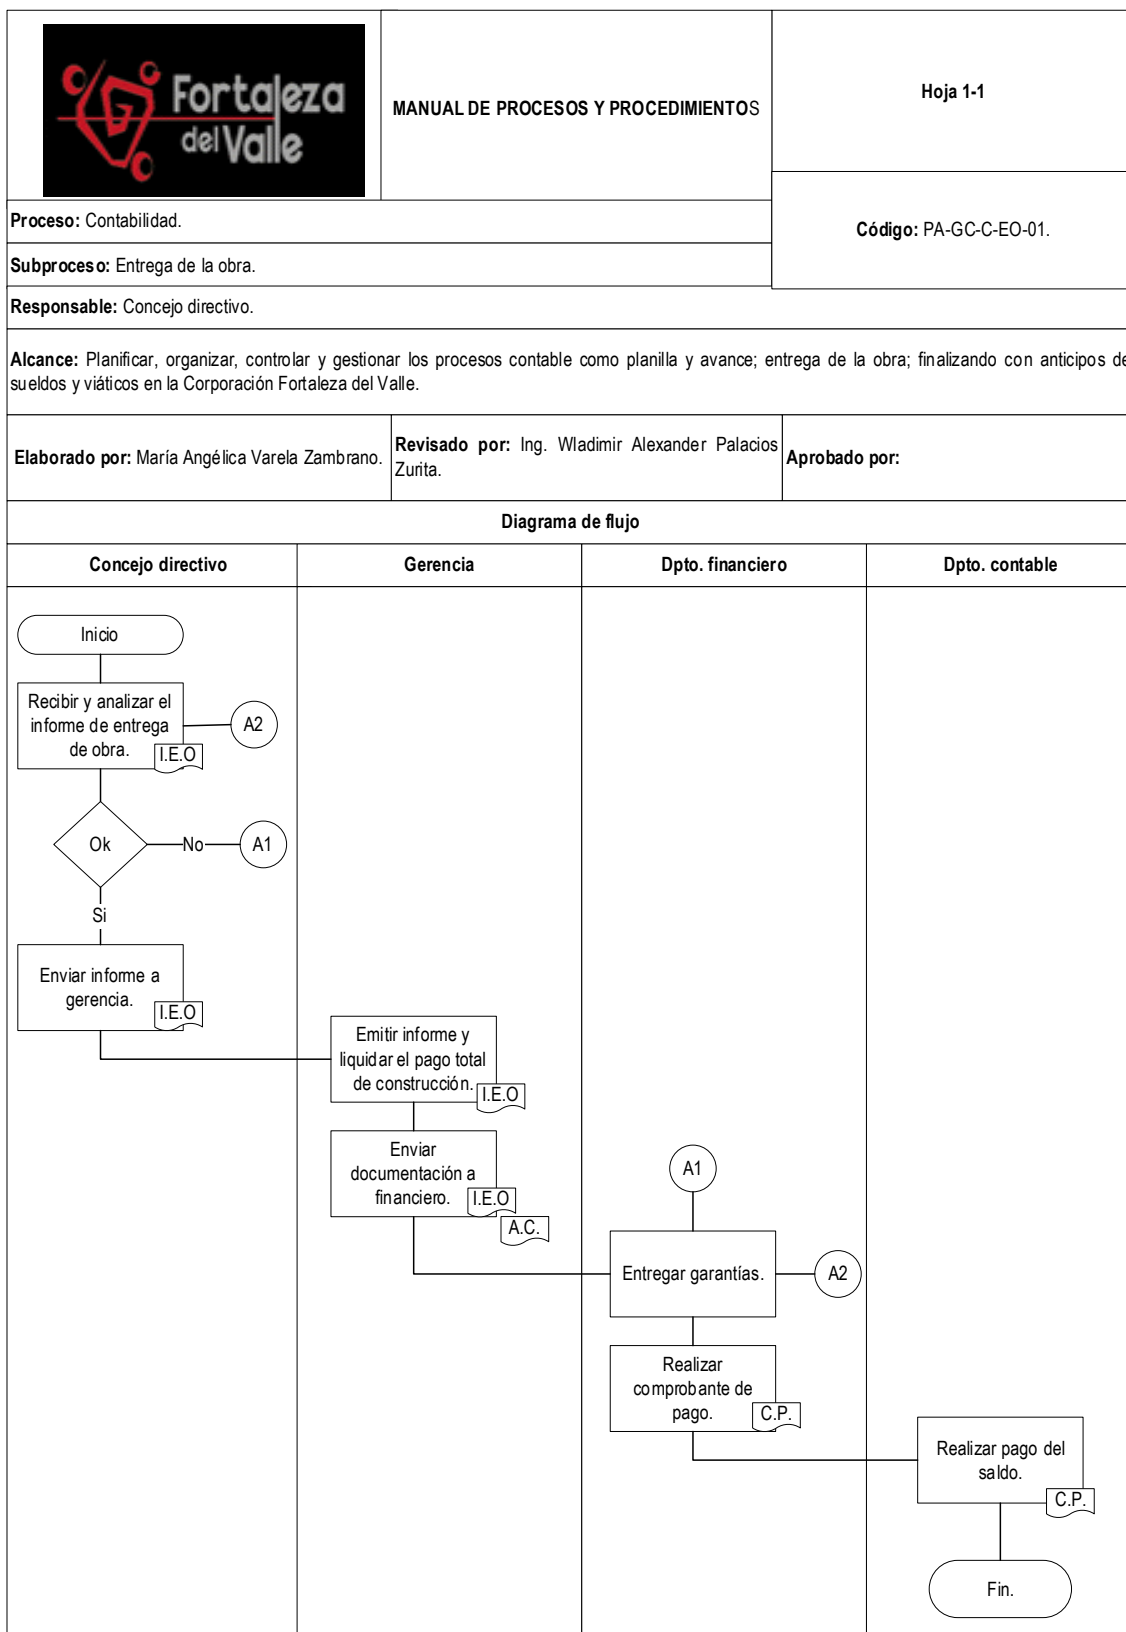 Fortaleza
del Valle
MANUAL DE PROCESOS Y PROCEDIMIENTOS
Hoja 1-1
Proceso: Contabilidad.
Código: PA-GC-C-EO-01.
Subproceso: Entrega de la obra.
Responsable: Concejo directivo.
Alcance: Planificar, organizar, controlar y gestionar los procesos contable como planilla y avance; entrega de la obra; finalizando con anticipos de
sueldos y viáticos en la Corporación Fortaleza del Valle.
Elaborado por: María Angélica Varela Zambrano.
Revisado por: Ing. Wladimir Alexander Palacios
Zurita.
Aprobado por:
Diagrama de flujo
Concejo directivo
Gerencia
Dpto. financiero
Dpto. contable
Inicio
Recibir y analizar el
informe de entrega
de obra.
I.E.O
A2
Ok
No
A1
Si
Enviar informe a
gerencia.
I.E.O
Emitir informe y
liquidar el pago total
de construcción.
I.E.O
Enviar
documentación a
financiero.
I.E.O
A.C.
A1
Entregar garantías.
A2
Realizar
comprobante de
pago.
C.P.
Realizar pago del
saldo.
C.P.
Fin.